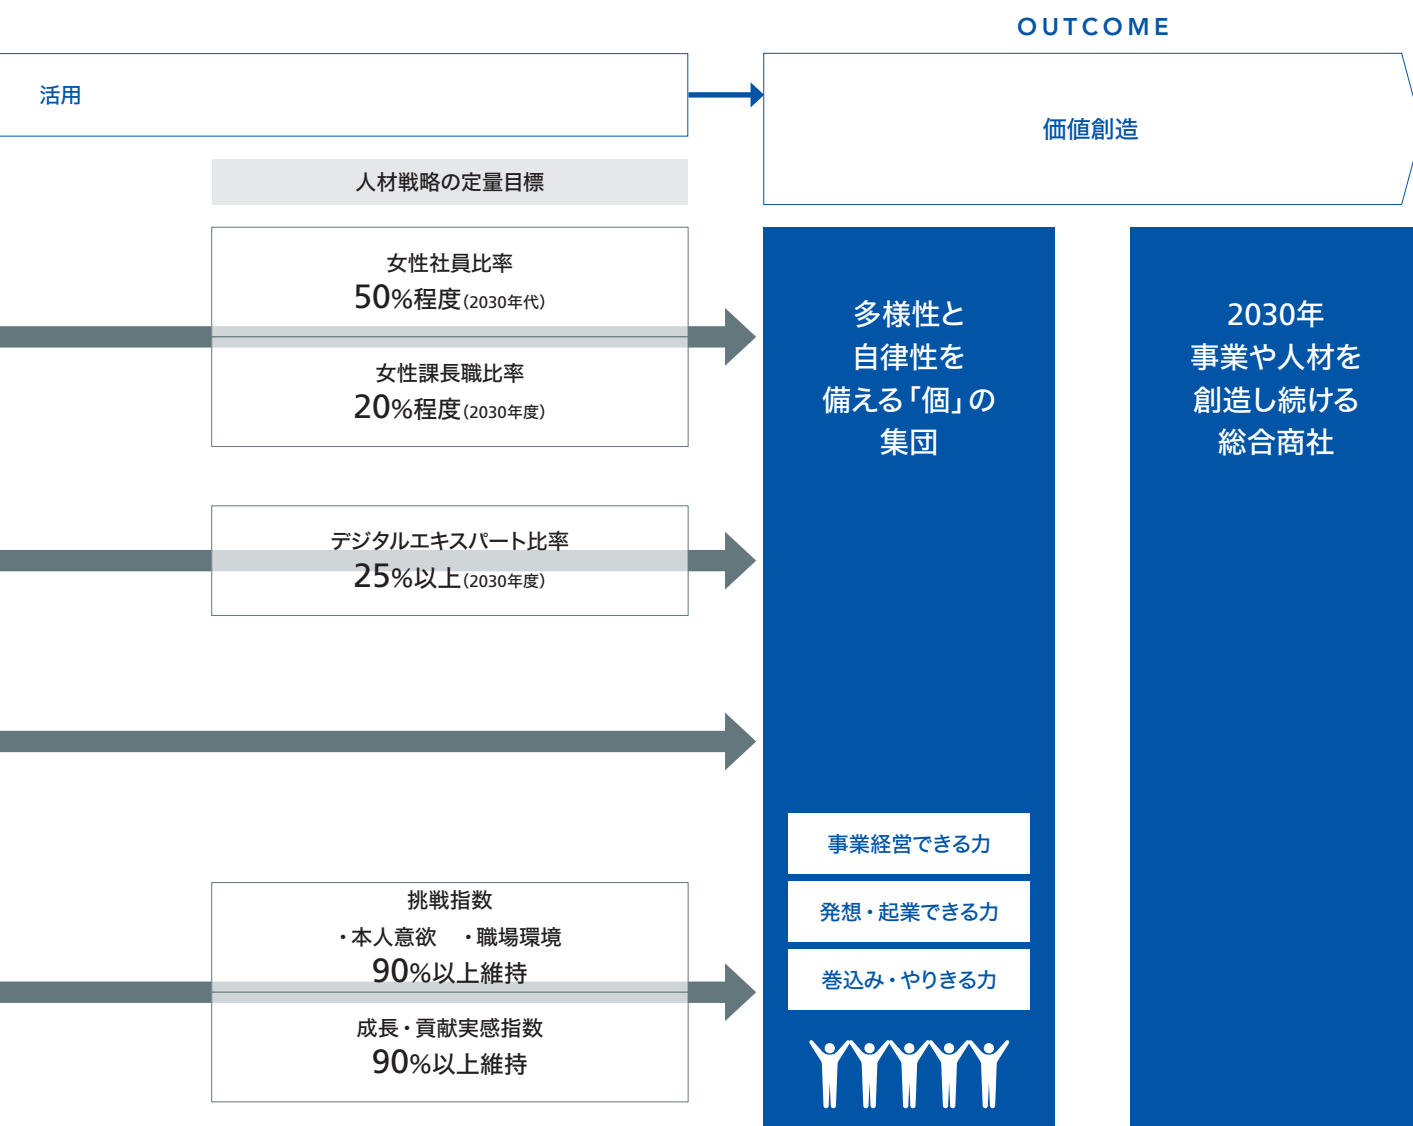 OUTCOME
活用
価値創造
人材戦略の定量目標
女性社員比率
50%程度(2030年代)
女性課長職比率
20%程度(2030年度)
デジタルエキスパート比率
25%以上(2030年度)
挑戦指数
・本人意欲 ・職場環境
90%以上維持
成長・貢献実感指数
90%以上維持
多様性と
自律性を
備える「個」の
集団
事業経営できる力
発想・起業できる力
巻込み・やりきる力
2030年
事業や人材を
創造し続ける
総合商社